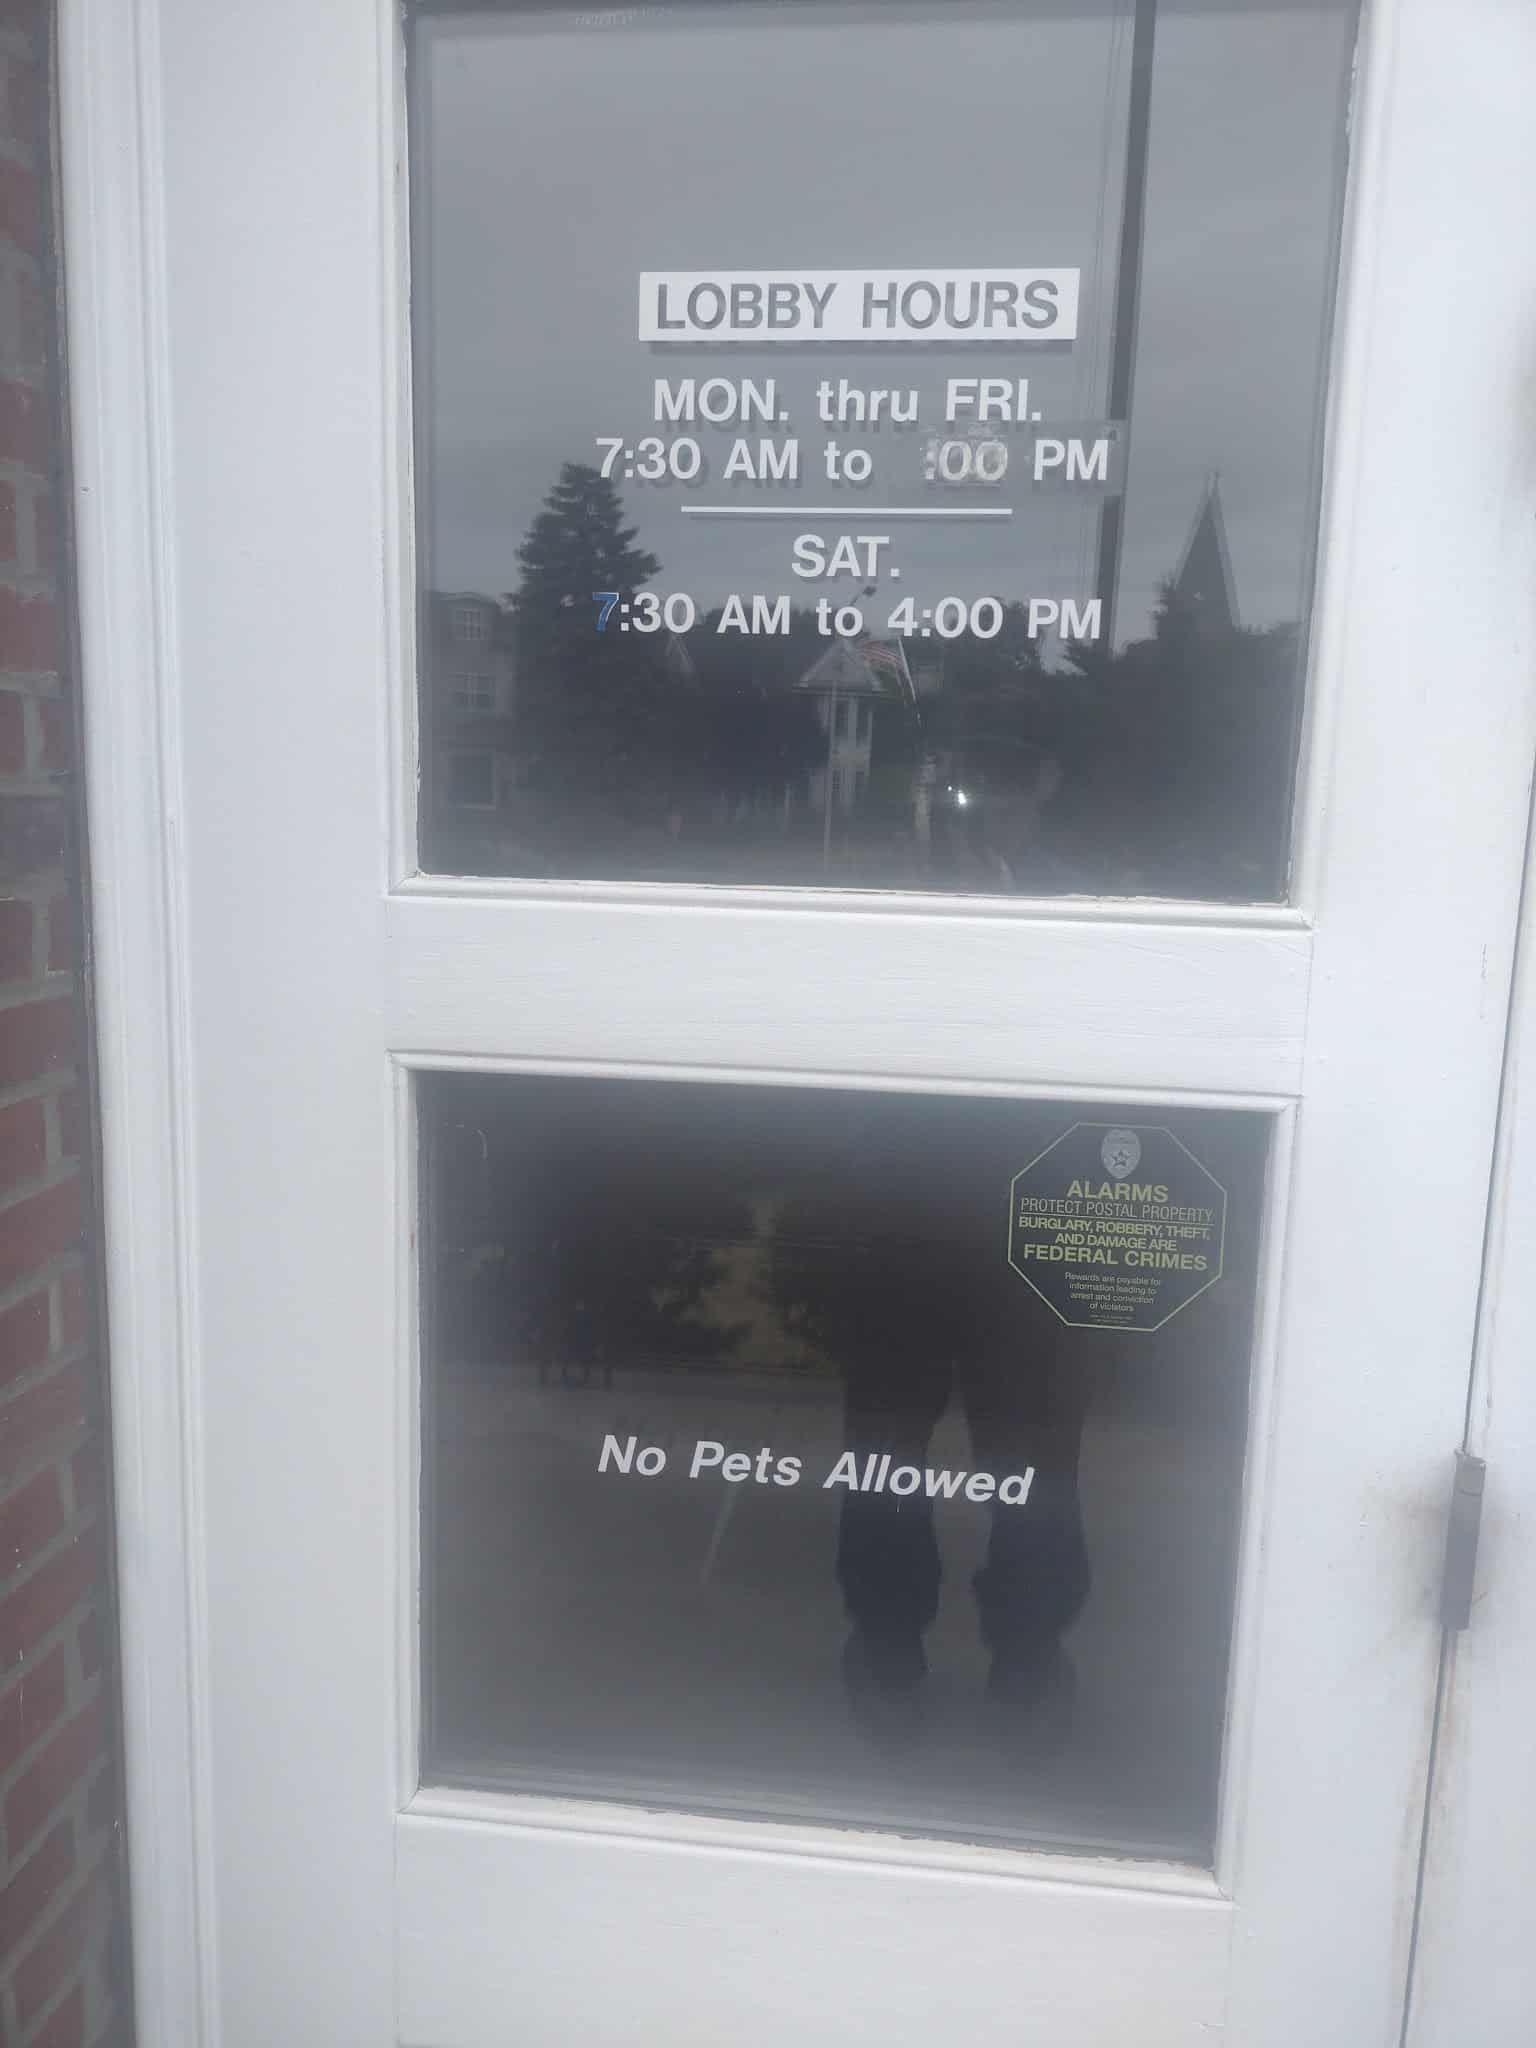 LOBBY HOURS
MON. thru FRI.
7:30 AM to :00 PM
SAT.
7:30 AM to 4:00 PM
ALARMS
PROTECT POSTAL PROPERTY
BURGLARY, ROBBERY, THEFT,
AND DAMAGE ARE
FEDERAL CRIMES
Rewards are payable for
information leading to
arrest and conviction
of violators
No Pets Allowed